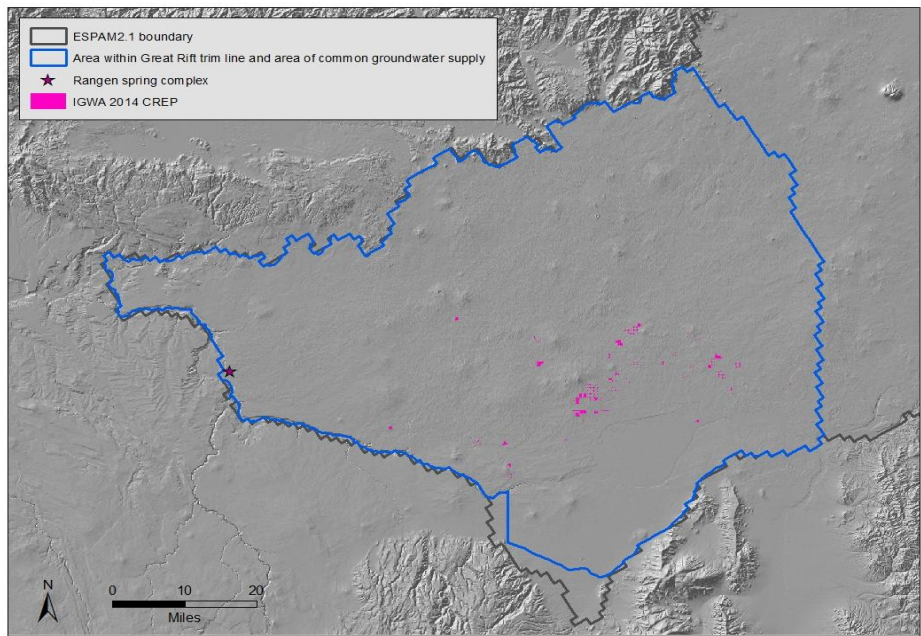 ESPAM2.1 boundary
Area within Great Rift trim line and area of common groundwater supply
Rangen spring complex
IGWA 2014 CREP
N
0 10 20
Miles